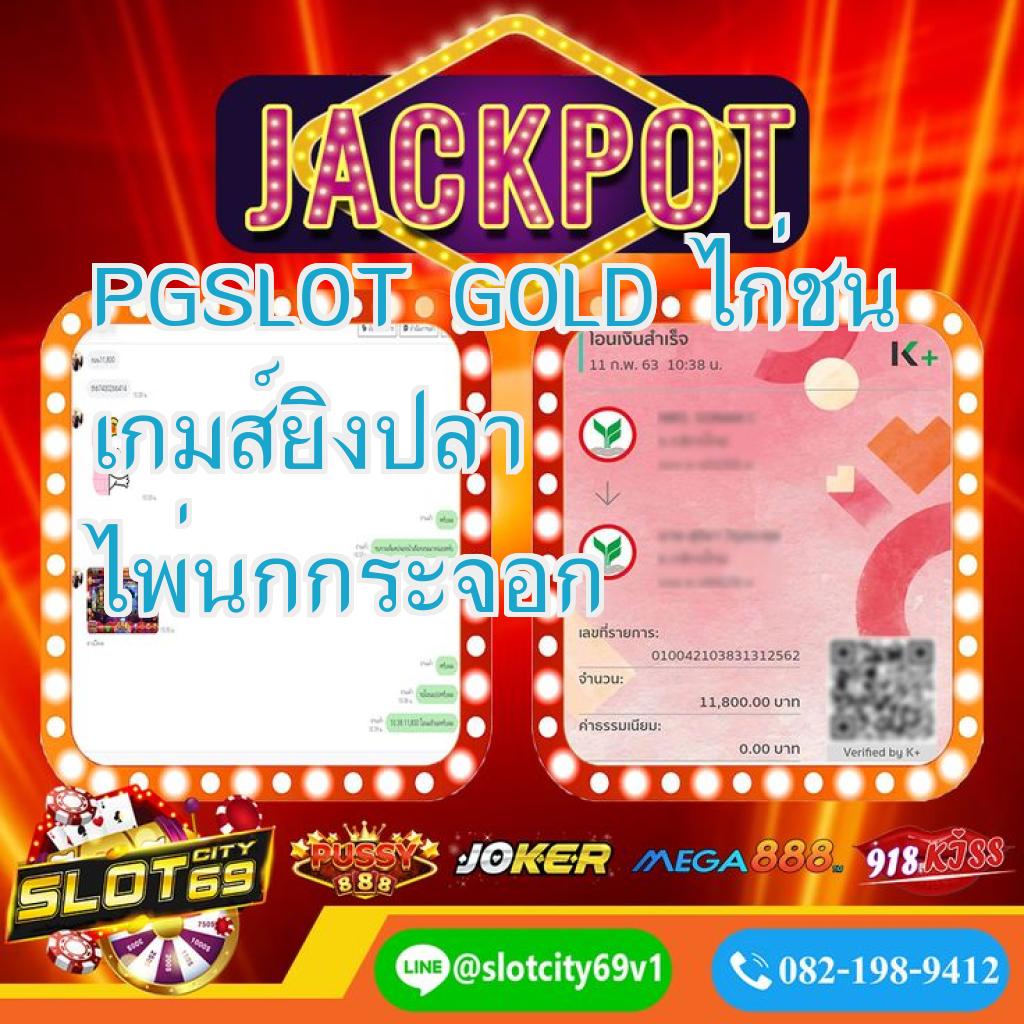 JACKPOT
PGSLOT GOLD ไก่ชน
เกมส์ยิงปลา
ไพ่นกกระจอก
โอนเงินสำเร็จ
11 ก.พ. 63 10:38 น.
K+
เลขที่รายการ:
010042103831312562
จำนวน:
11,800.00 บาท
ค่าธรรมเนียม:
0.00 บาท
Verified by K+
SLOT CITY 69
PUSSY 888
JOKER
MEGA888
918KISS
LINE @slotcity69v1
082-198-9412